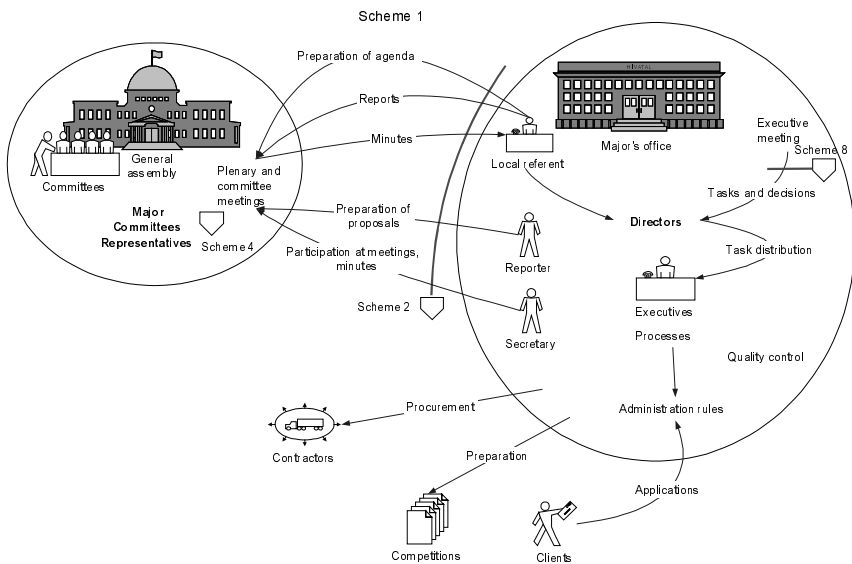 Scheme 1
Preparation of agenda
Reports
Minutes
General
assembly
Committees
Plenary and
committee
meetings
Major
Committees
Representatives
Scheme 4
Preparation of
proposals
Participation at meetings,
minutes
Scheme 2
HIVATAL
Major's office
Local referent
Executive
meeting
Scheme 8
Tasks and decisions
Directors
Task distribution
Reporter
Executives
Secretary
Processes
Quality control
Administration rules
Procurement
Contractors
Preparation
Applications
Competitions
Clients